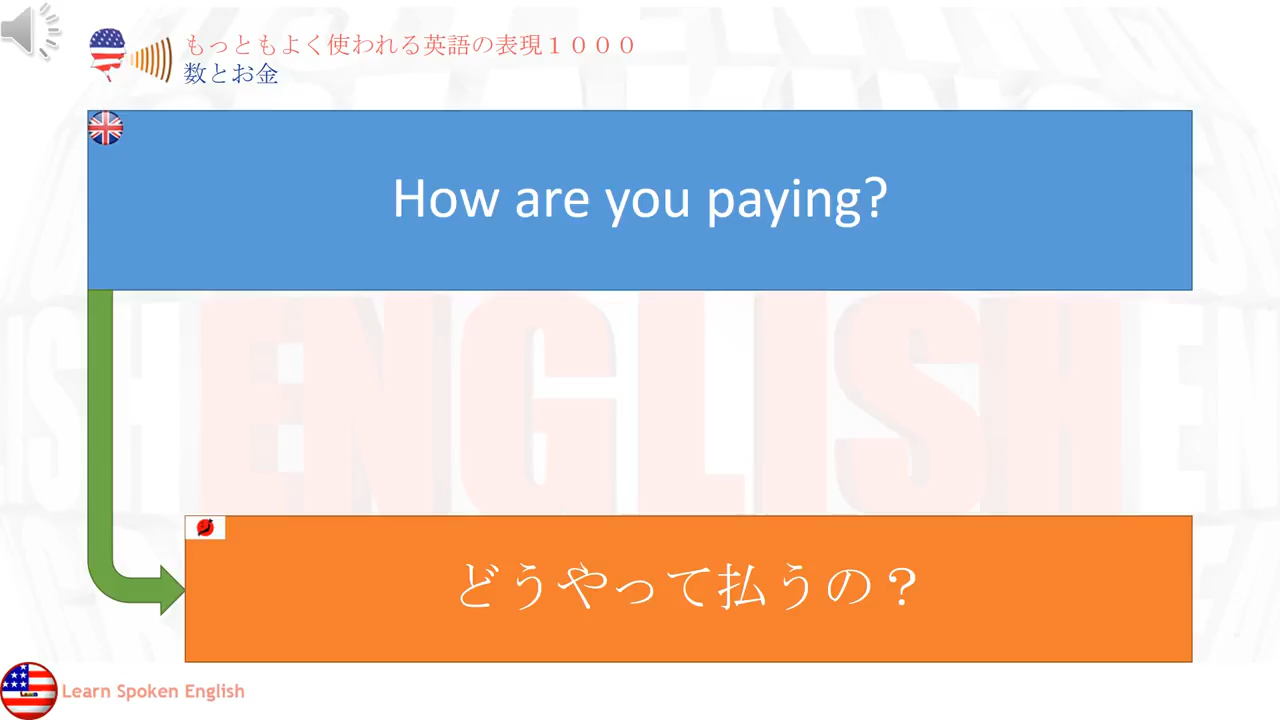 もっともよく使われる英語の表現１０００
数とお金
How are you paying?
ENGLISH
どうやって払うの？
Learn Spoken English